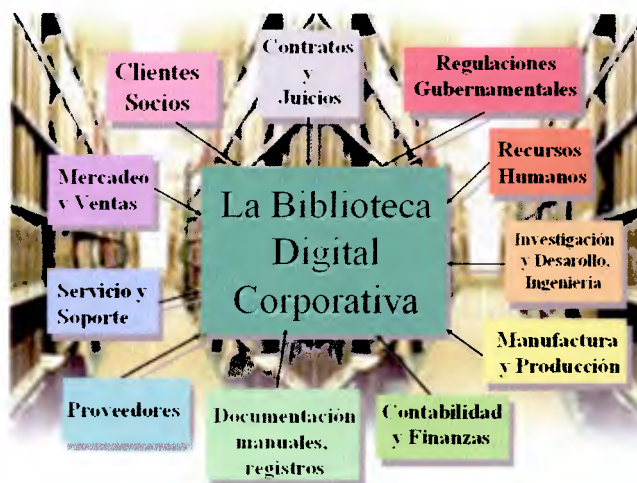 Contratos
y
Juicios
Clientes
Socios
Regulaciones
Gubernamentales
Mercadeo
y Ventas
Recursos
Humanos
La Biblioteca
Digital
Corporativa
Investigación
y Desarollo,
Ingeniería
Servicio y
Soporte
Manufactura
y Producción
Proveedores
Documentación
manuales,
registros
Contabilidad
y Finanzas